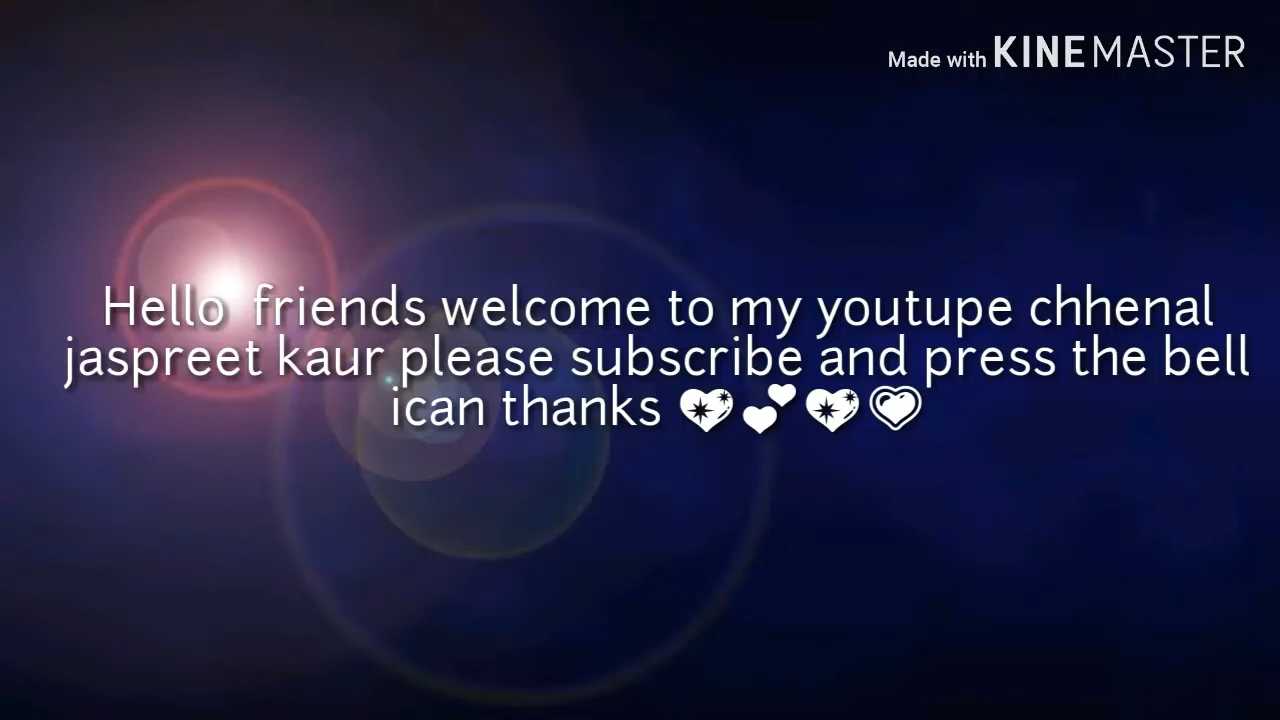 Made with KINEMASTER
Hello friends welcome to my youtupe chhenal
jaspreet kaur please subscribe and press the bell
ican thanks 💖💕💖💗